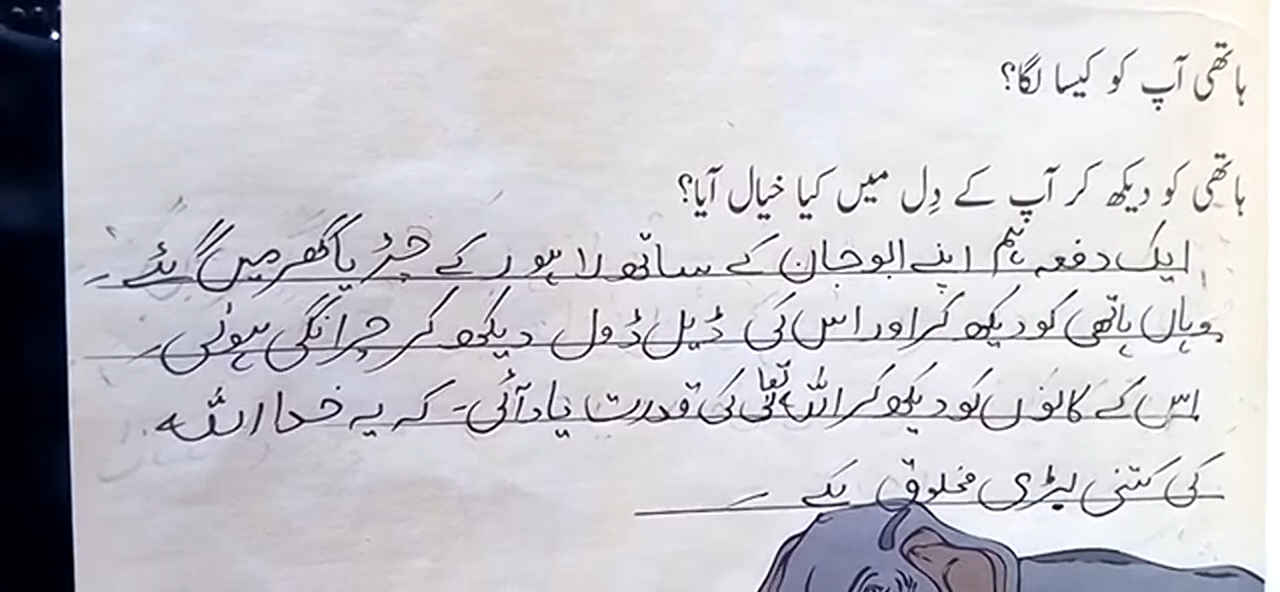 ہاتھی آپ کو کیسا لگا؟
ہاتھی کو دیکھ کر آپ کے دِل میں کیا خیال آیا؟
ایک دفعہ ہم اپنے ابو جان کے ساتھ لاہور کے چڑیا گھر میں گئے۔
وہاں ہاتھی کو دیکھ کر اور اس کی ڈیل ڈول دیکھ کر حیرانگی ہوئی۔
اس کے کانوں کو دیکھ کر اللہ تعالی کی قدرت یاد آئی۔ کہ یہ خدا اللہ
کی کتنی بڑی مخلوق ہے۔